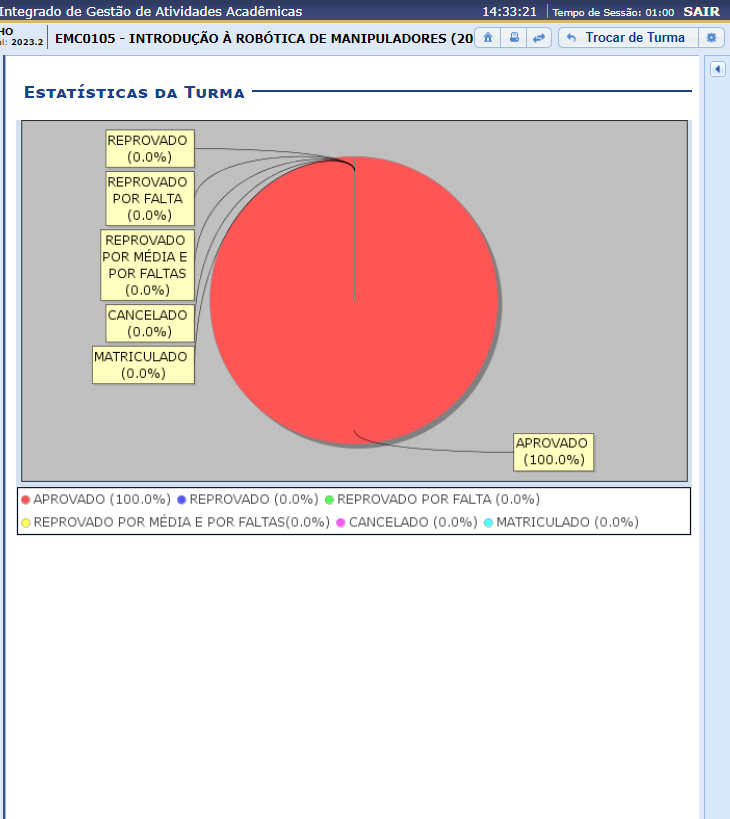 Integrado de Gestão de Atividades Acadêmicas 14:33:21 Tempo de Sessão: 01:00 SAIR
HO
el: 2023.2 EMC0105 - INTRODUÇÃO À ROBÓTICA DE MANIPULADORES (20 Trocar de Turma
ESTATÍSTICAS DA TURMA
REPROVADO
(0.0%)
REPROVADO
POR FALTA
(0.0%)
REPROVADO
POR MÉDIA E
POR FALTAS
(0.0%)
CANCELADO
(0.0%)
MATRICULADO
(0.0%)
APROVADO
(100.0%)
APROVADO (100.0%) REPROVADO (0.0%) REPROVADO POR FALTA (0.0%)
REPROVADO POR MÉDIA E POR FALTAS(0.0%) CANCELADO (0.0%) MATRICULADO (0.0%)